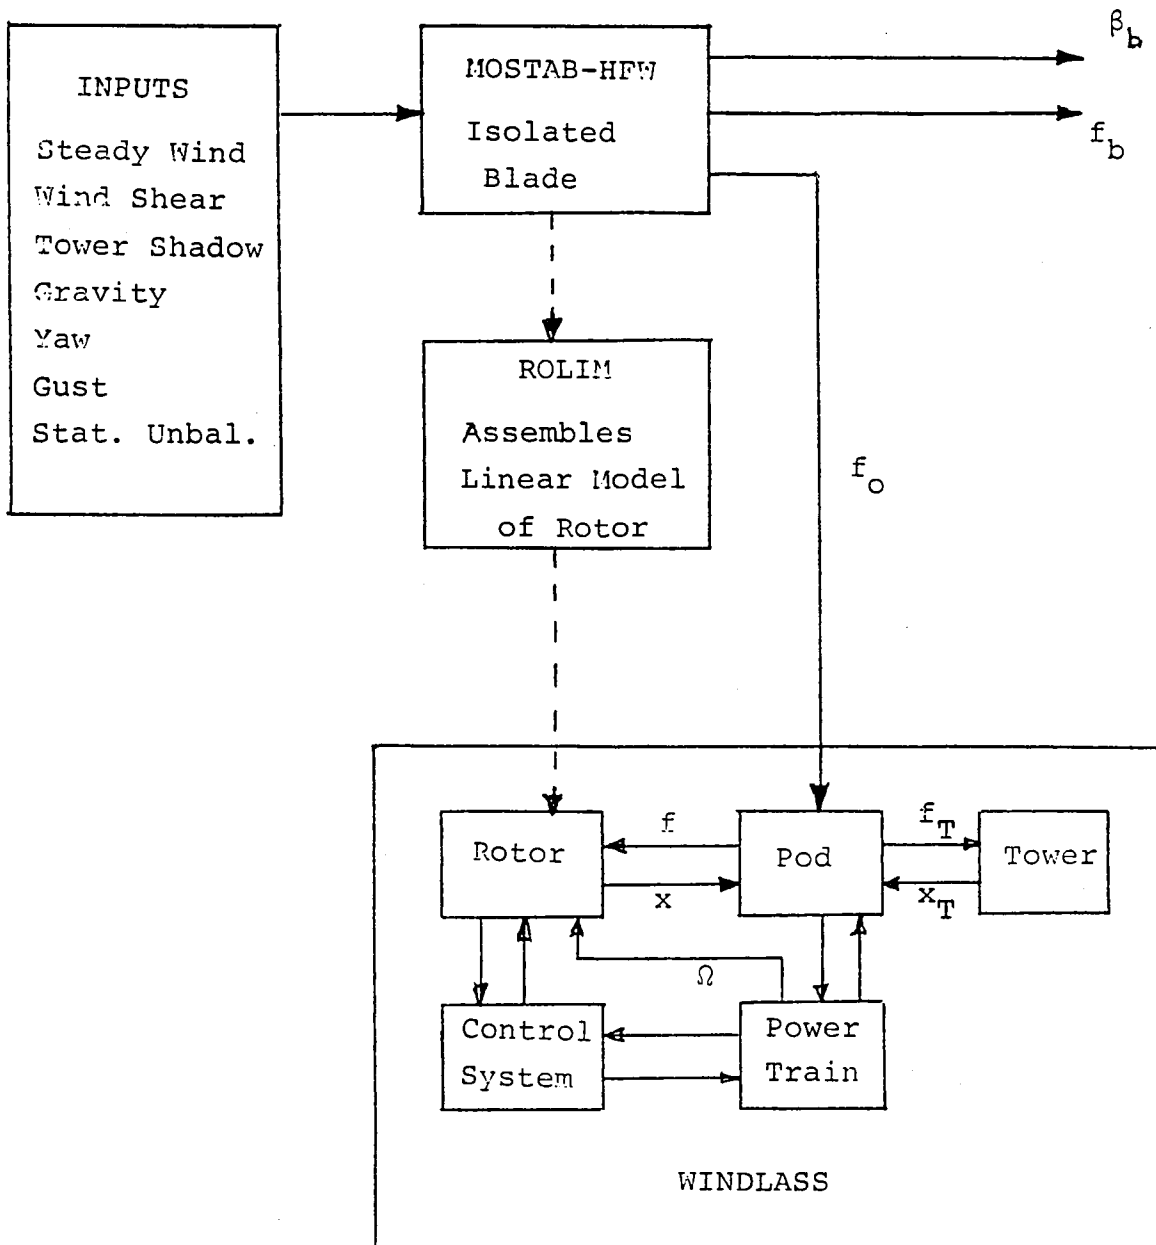 INPUTS
Steady Wind
Wind Shear
Tower Shadow
Gravity
Yaw
Gust
Stat. Unbal.
MOSTAB-HFW
Isolated
Blade
β_b
f_b
ROLIM
Assembles
Linear Model
of Rotor
f_o
Rotor
f
x
Pod
f_T
x_T
Tower
Ω
Control
System
Power
Train
WINDLASS